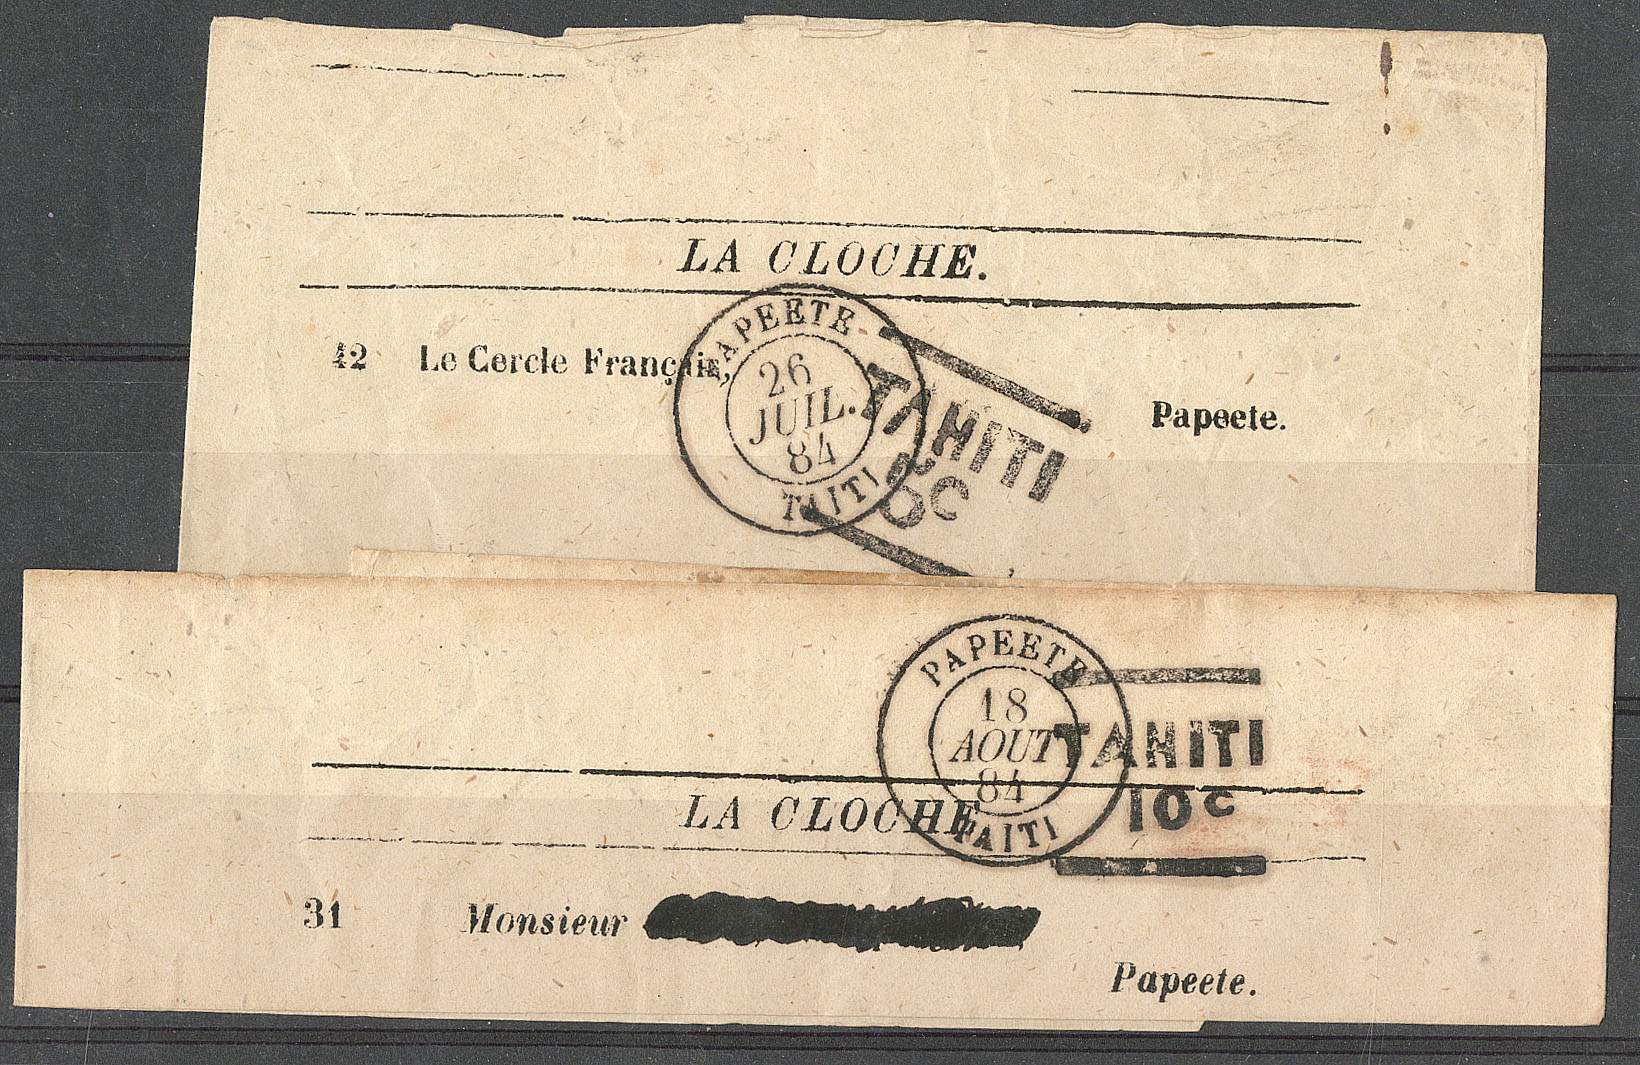 LA CLOCHE.
42 Le Cercle Français,
Papeete.
PAPEETE
26
JUIL.
84
TAITI
TAHITI
PAPEETE
18
AOUT
84
TAITI
TAHITI
10c
LA CLOCHE
31 Monsieur
Papeete.